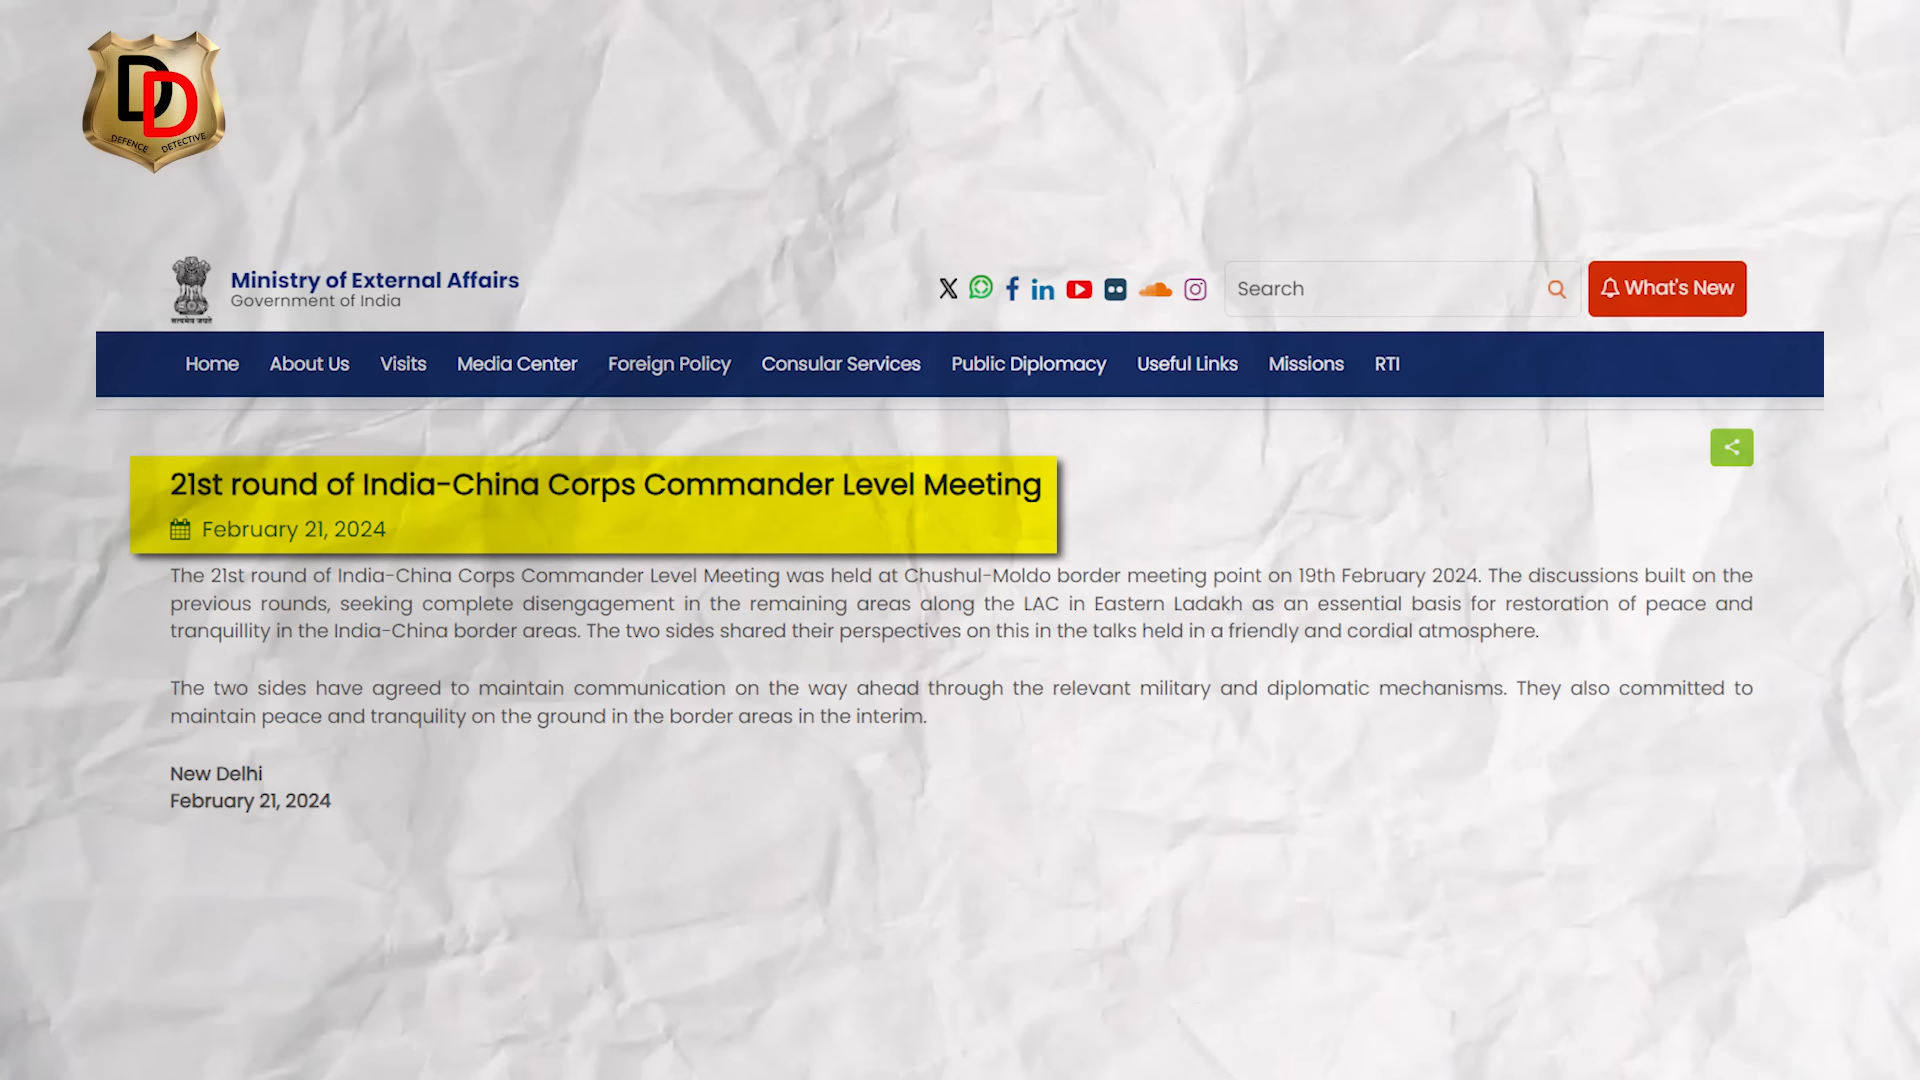 DD
DEFENCE DETECTIVE
Ministry of External Affairs
Government of India
सत्यमेव जयते
Search
What's New
Home About Us Visits Media Center Foreign Policy Consular Services Public Diplomacy Useful Links Missions RTI
21st round of India-China Corps Commander Level Meeting
February 21, 2024
The 21st round of India-China Corps Commander Level Meeting was held at Chushul-Moldo border meeting point on 19th February 2024. The discussions built on the
previous rounds, seeking complete disengagement in the remaining areas along the LAC in Eastern Ladakh as an essential basis for restoration of peace and
tranquillity in the India-China border areas. The two sides shared their perspectives on this in the talks held in a friendly and cordial atmosphere.
The two sides have agreed to maintain communication on the way ahead through the relevant military and diplomatic mechanisms. They also committed to
maintain peace and tranquility on the ground in the border areas in the interim.
New Delhi
February 21, 2024